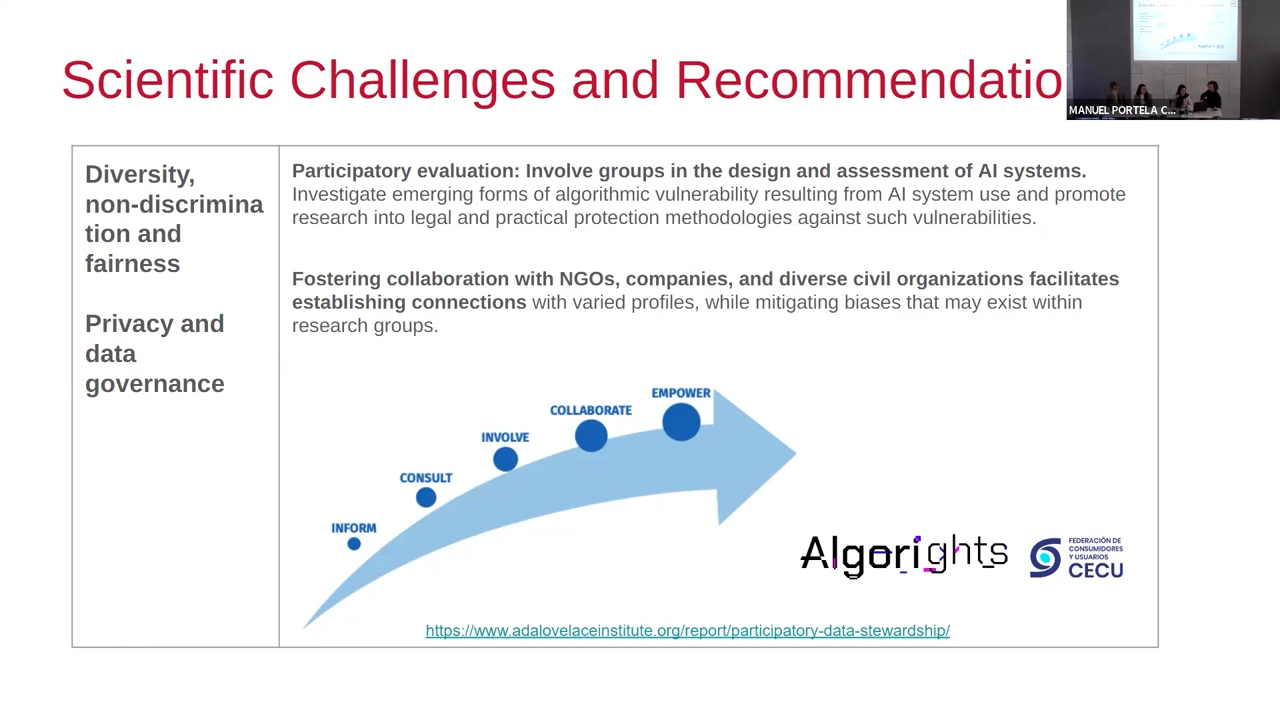 Scientific Challenges and Recommendatio
MANUEL PORTELA C...
Diversity,
non-discrimina
tion and
fairness
Privacy and
data
governance
Participatory evaluation: Involve groups in the design and assessment of AI systems.
Investigate emerging forms of algorithmic vulnerability resulting from AI system use and promote
research into legal and practical protection methodologies against such vulnerabilities.
Fostering collaboration with NGOs, companies, and diverse civil organizations facilitates
establishing connections with varied profiles, while mitigating biases that may exist within
research groups.
EMPOWER
COLLABORATE
INVOLVE
CONSULT
INFORM
Algorights
FEDERACIÓN DE
CONSUMIDORES
Y USUARIOS
CECU
https://www.adalovelaceinstitute.org/report/participatory-data-stewardship/